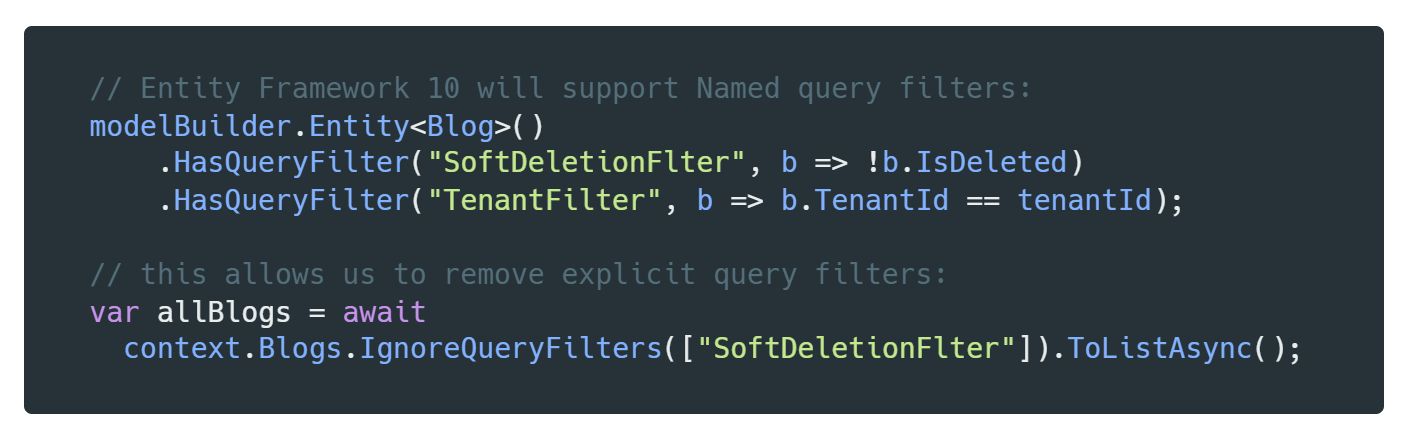 // Entity Framework 10 will support Named query filters:
modelBuilder.Entity<Blog>()
    .HasQueryFilter("SoftDeletionFlter", b => !b.IsDeleted)
    .HasQueryFilter("TenantFilter", b => b.TenantId == tenantId);
// this allows us to remove explicit query filters:
var allBlogs = await
  context.Blogs.IgnoreQueryFilters(["SoftDeletionFlter"]).ToListAsync();